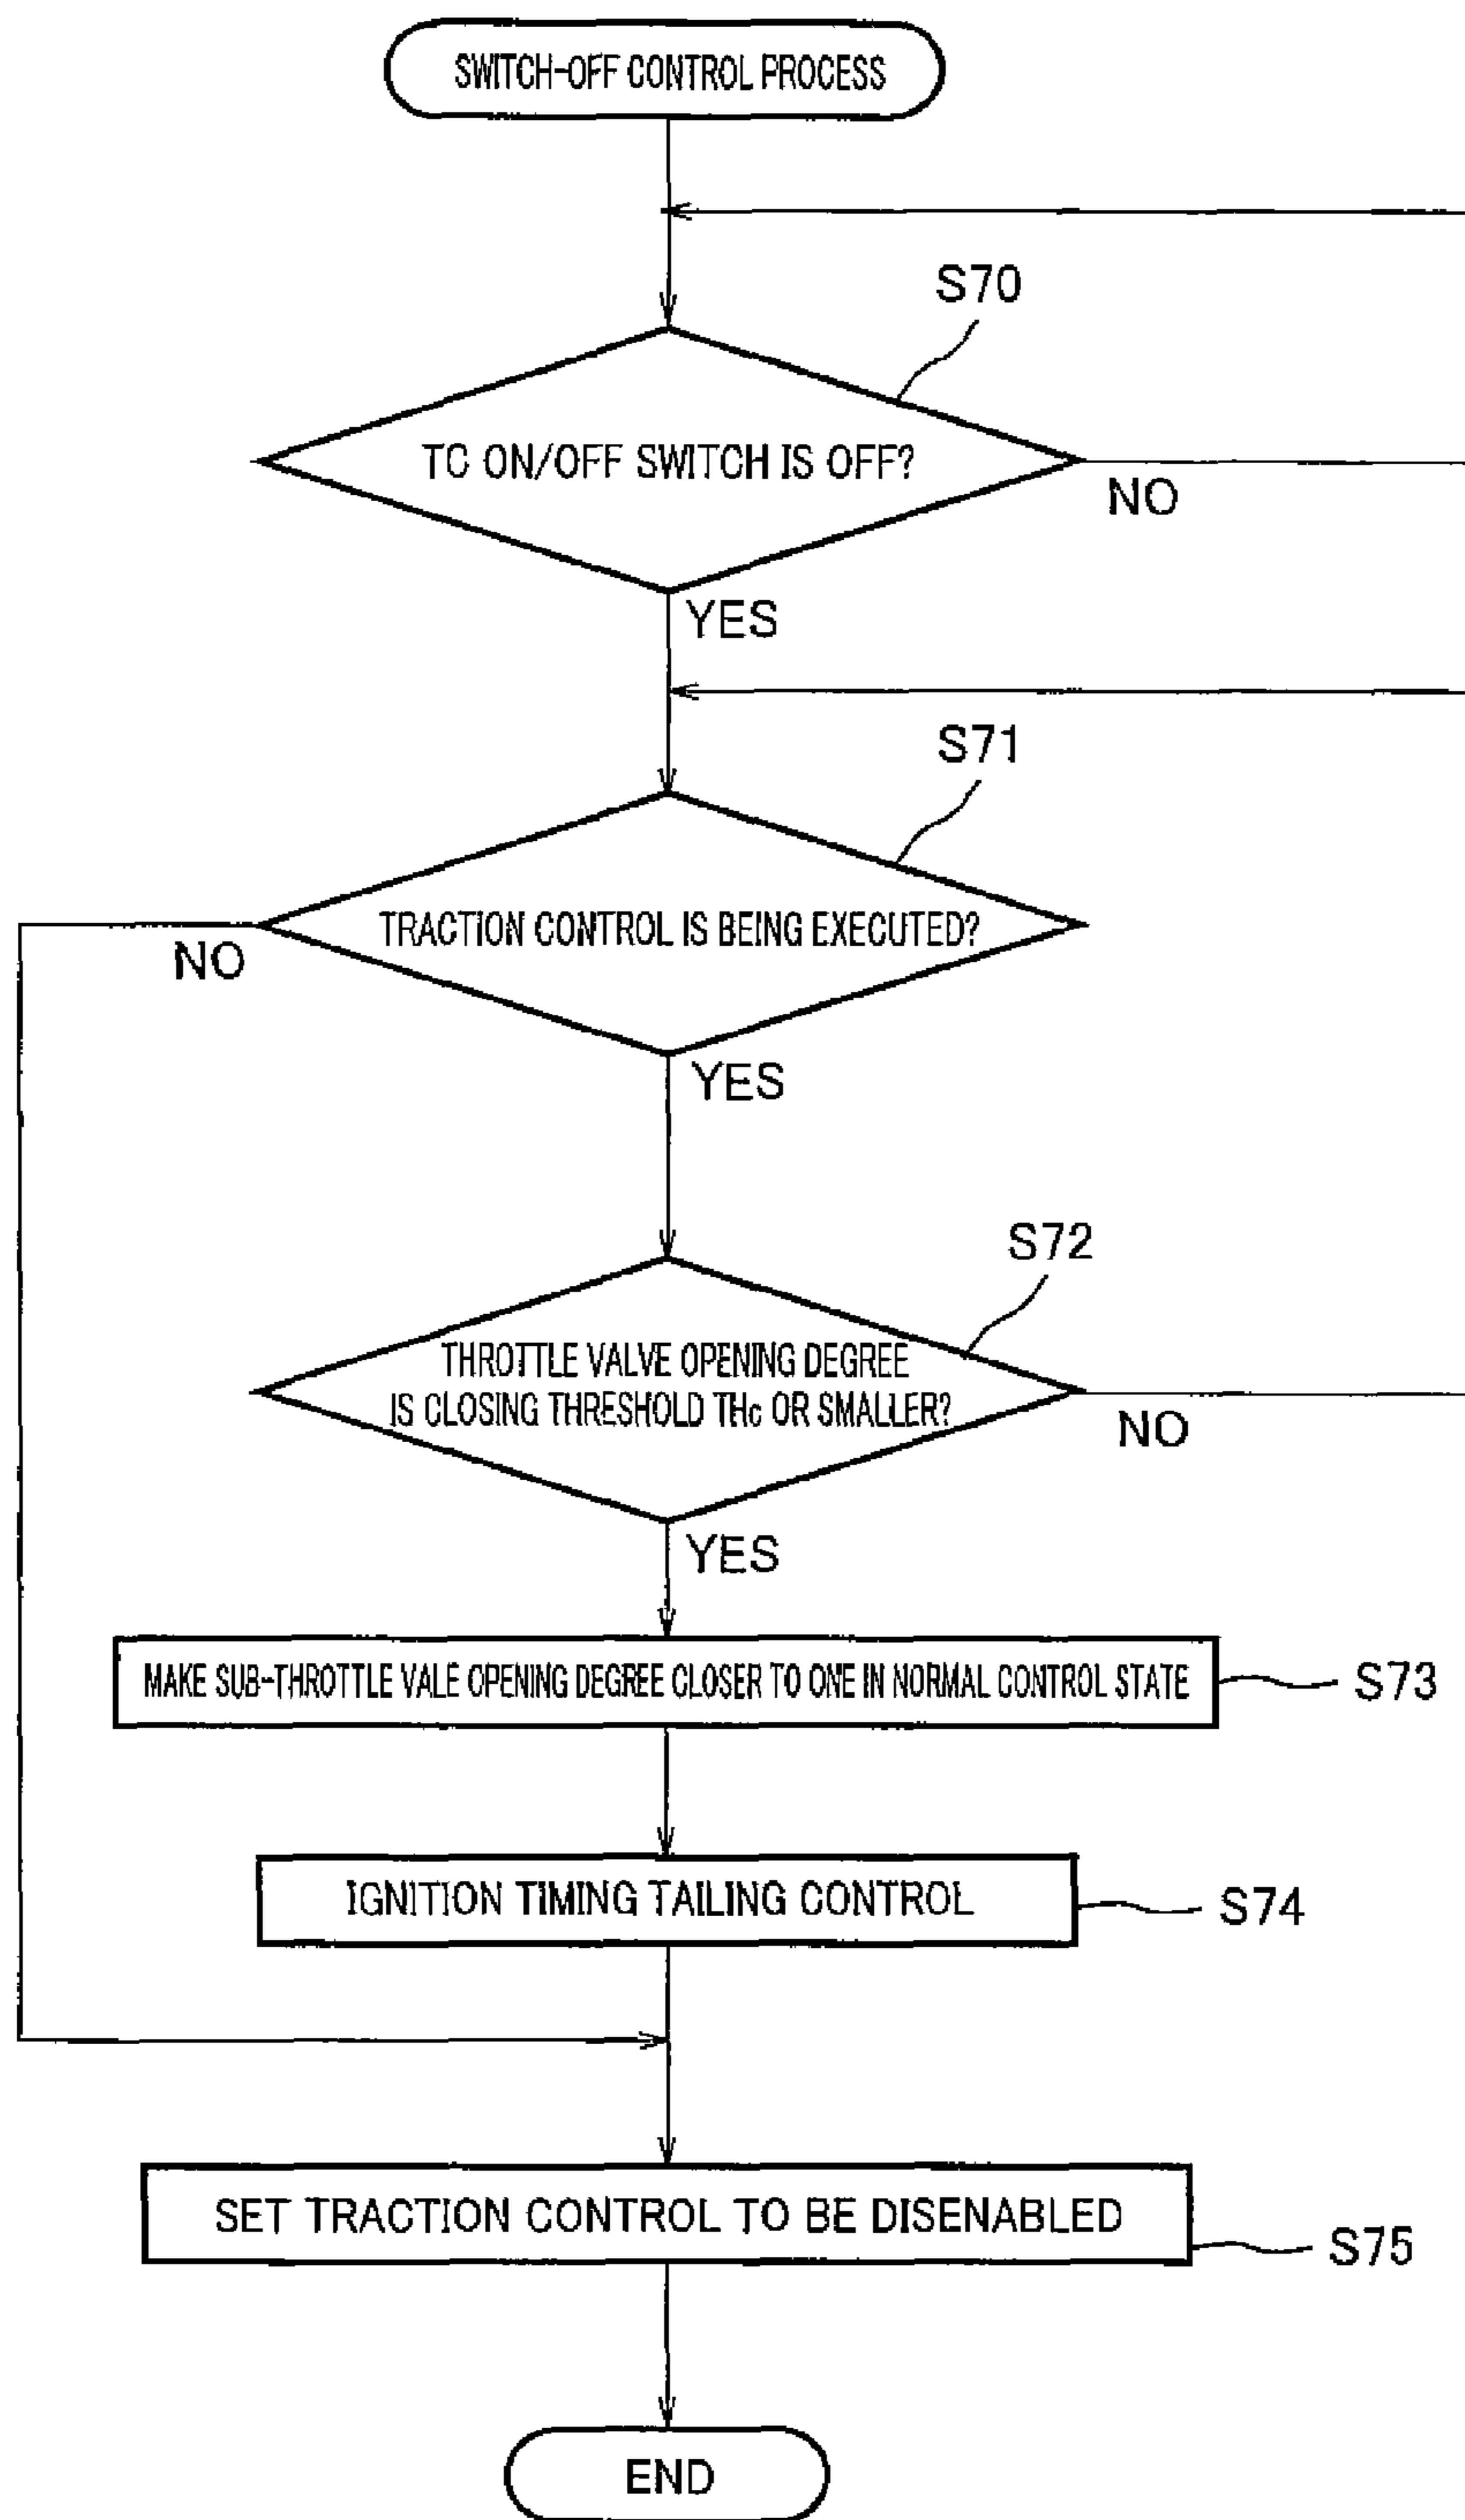 SWITCH-OFF CONTROL PROCESS
S70
TC ON/OFF SWITCH IS OFF?
NO
YES
S71
TRACTION CONTROL IS BEING EXECUTED?
NO
YES
S72
THROTTLE VALVE OPENING DEGREE
IS CLOSING THRESHOLD THc OR SMALLER?
NO
YES
MAKE SUB-THROTTLE VALE OPENING DEGREE CLOSER TO ONE IN NORMAL CONTROL STATE
S73
IGNITION TIMING TAILING CONTROL
S74
SET TRACTION CONTROL TO BE DISENABLED
S75
END